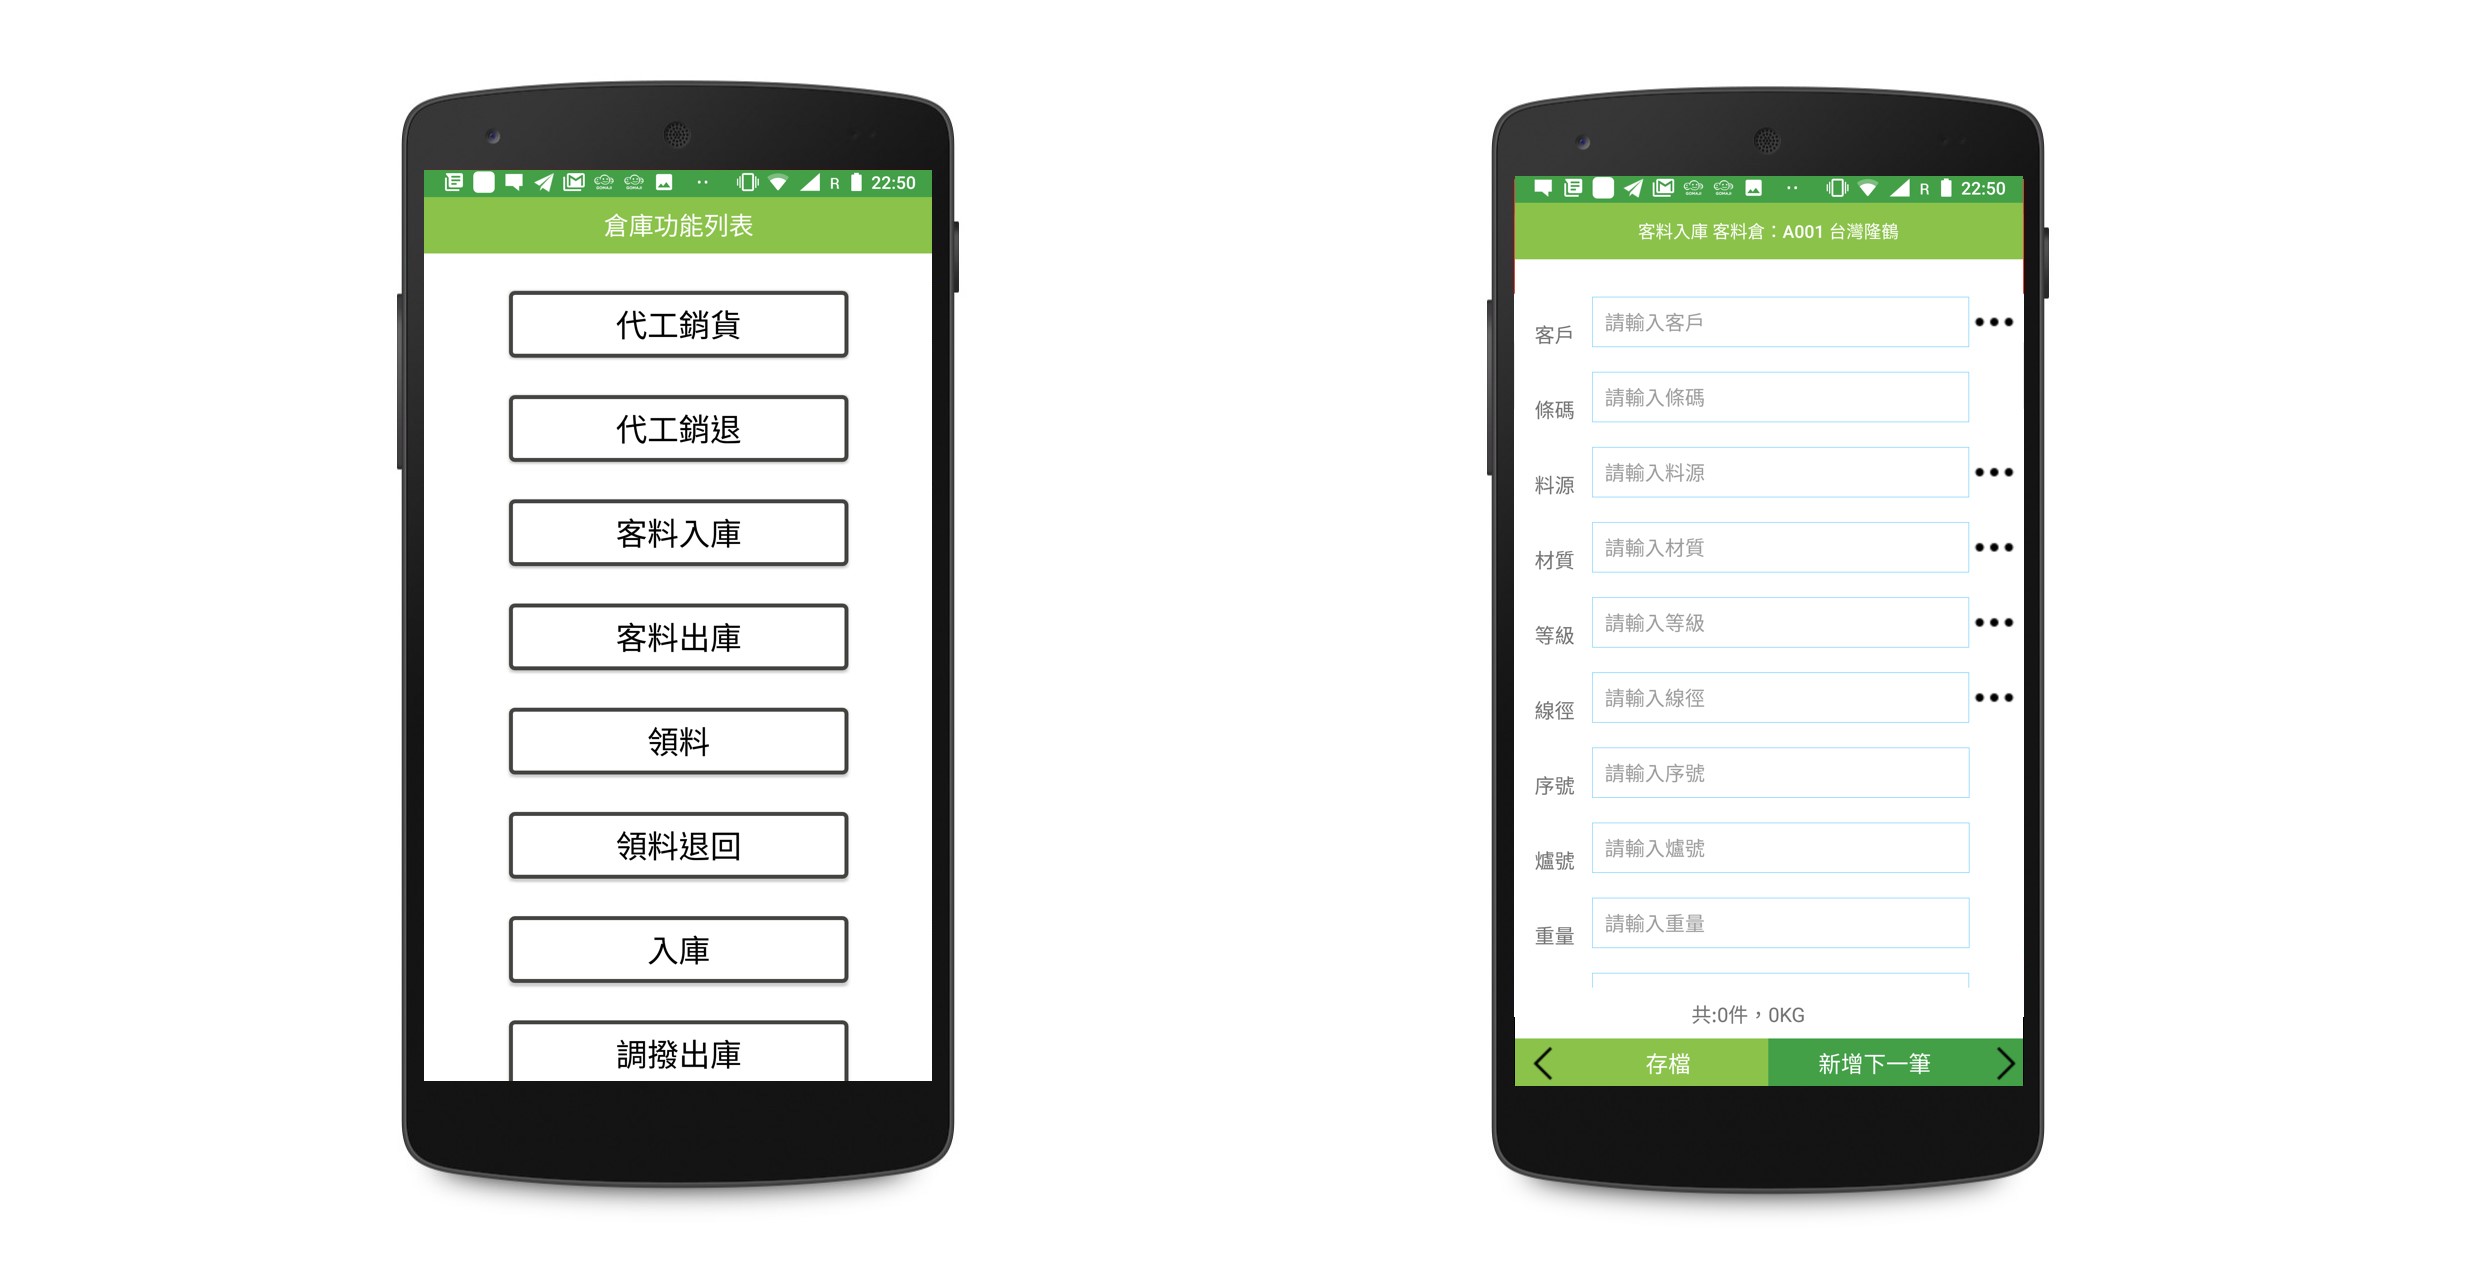 22:50
倉庫功能列表
代工銷貨
代工銷退
客料入庫
客料出庫
領料
領料退回
入庫
調撥出庫
R 22:50
客料入庫 客料倉：A001 台灣隆鶴
客戶 請輸入客戶
條碼 請輸入條碼
料源 請輸入料源
材質 請輸入材質
等級 請輸入等級
線徑 請輸入線徑
序號 請輸入序號
爐號 請輸入爐號
重量 請輸入重量
共:0件，0KG
存檔 新增下一筆